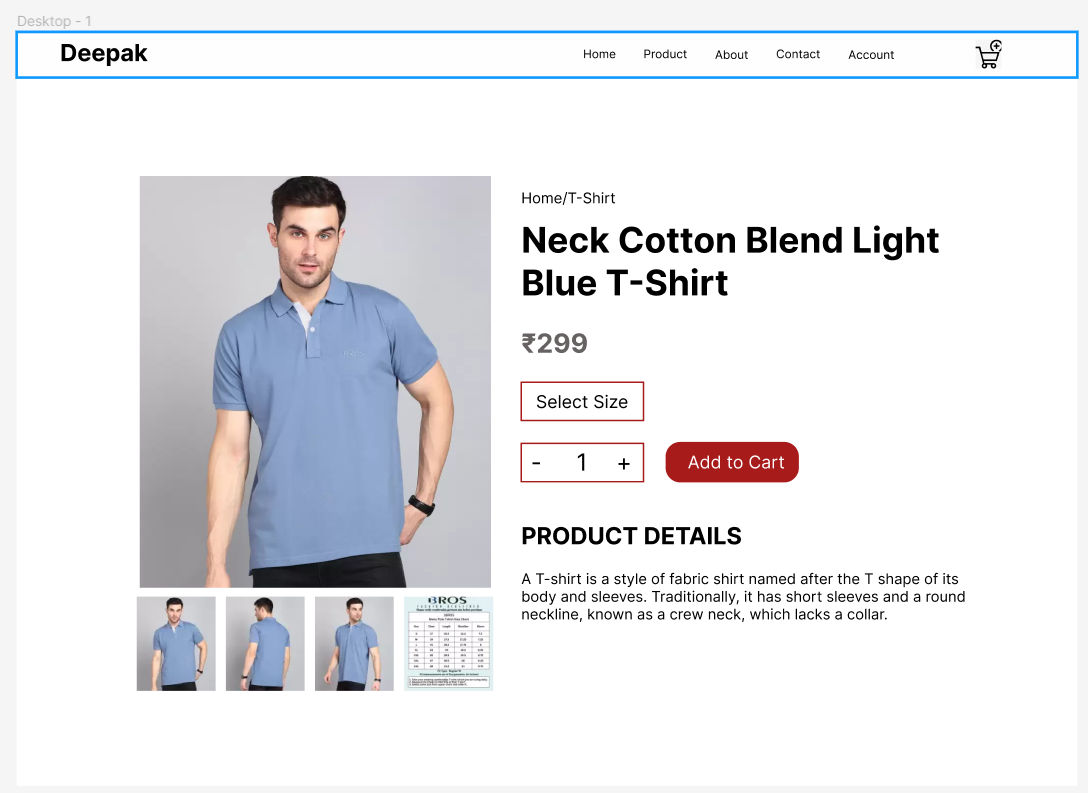 Desktop - 1
Deepak
Home Product About Contact Account
Home/T-Shirt
Neck Cotton Blend Light
Blue T-Shirt
₹299
Select Size
- 1 +
Add to Cart
PRODUCT DETAILS
A T-shirt is a style of fabric shirt named after the T shape of its
body and sleeves. Traditionally, it has short sleeves and a round
neckline, known as a crew neck, which lacks a collar.
BROS